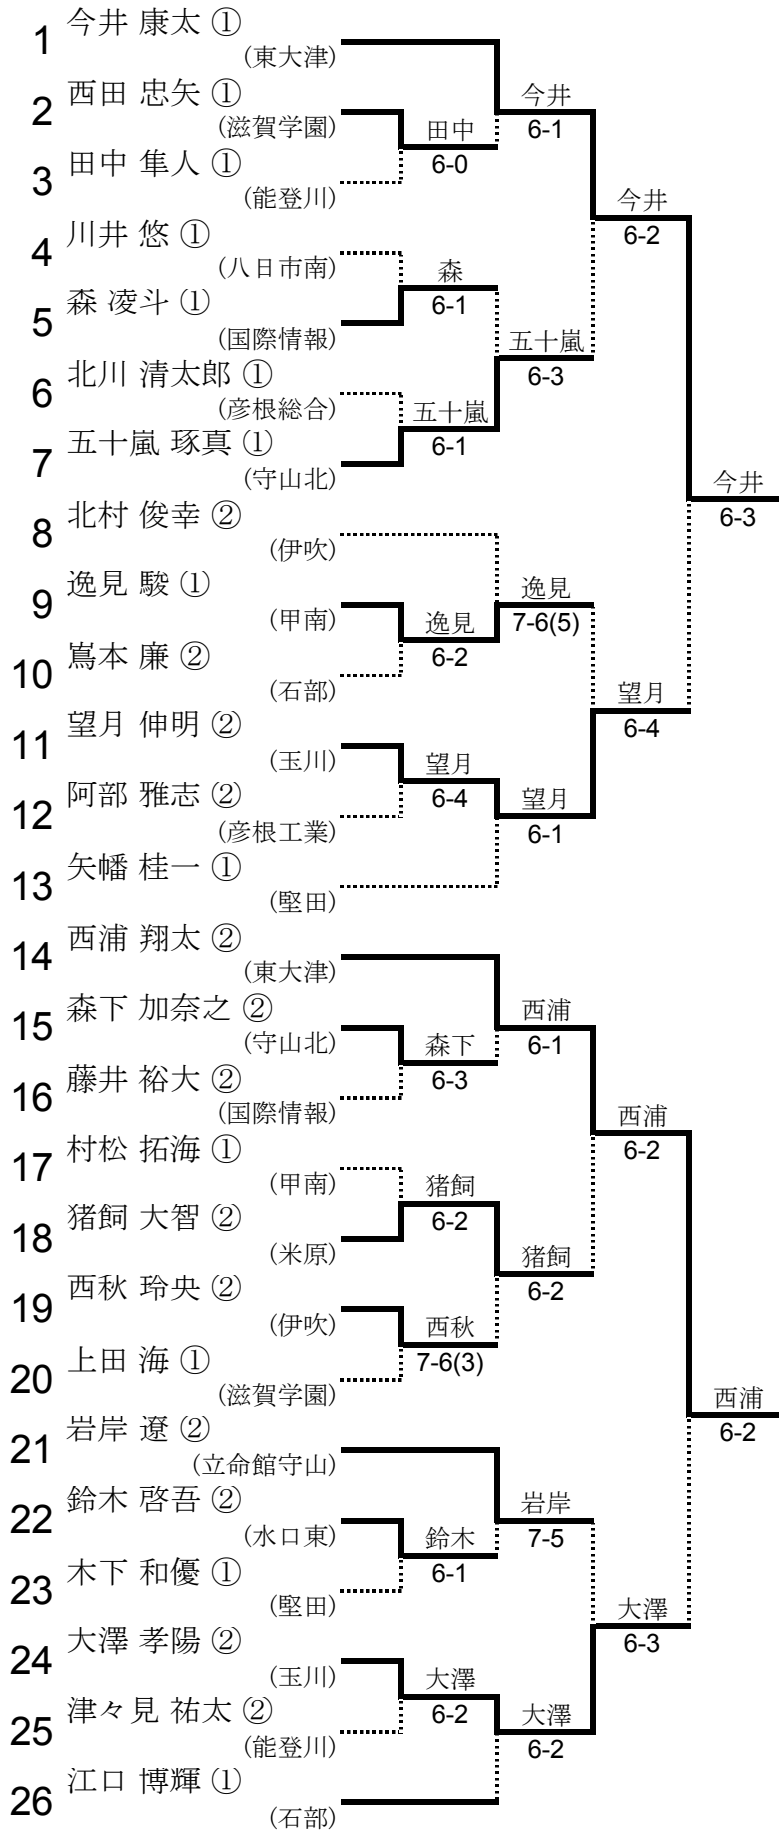 1 今井 康太 ①
(東大津)
2 西田 忠矢 ①
(滋賀学園)
3 田中 隼人 ①
(能登川)
4 川井 悠 ①
(八日市南)
5 森 凌斗 ①
(国際情報)
6 北川 清太郎 ①
(彦根総合)
7 五十嵐 琢真 ①
(守山北)
8 北村 俊幸 ②
(伊吹)
9 逸見 駿 ①
(甲南)
10 嶌本 廉 ②
(石部)
11 望月 伸明 ②
(玉川)
12 阿部 雅志 ②
(彦根工業)
13 矢幡 桂一 ①
(堅田)
14 西浦 翔太 ②
(東大津)
15 森下 加奈之 ②
(守山北)
16 藤井 裕大 ②
(国際情報)
17 村松 拓海 ①
(甲南)
18 猪飼 大智 ②
(米原)
19 西秋 玲央 ②
(伊吹)
20 上田 海 ①
(滋賀学園)
21 岩岸 遼 ②
(立命館守山)
22 鈴木 啓吾 ②
(水口東)
23 木下 和優 ①
(堅田)
24 大澤 孝陽 ②
(玉川)
25 津々見 祐太 ②
(能登川)
26 江口 博輝 ①
(石部)
田中
6-0
森
6-1
五十嵐
6-1
逸見
6-2
望月
6-4
森下
6-3
猪飼
6-2
西秋
7-6(3)
鈴木
6-1
大澤
6-2
今井
6-1
五十嵐
6-3
逸見
7-6(5)
望月
6-1
西浦
6-1
猪飼
6-2
岩岸
7-5
大澤
6-2
今井
6-2
望月
6-4
西浦
6-2
大澤
6-3
今井
6-3
西浦
6-2